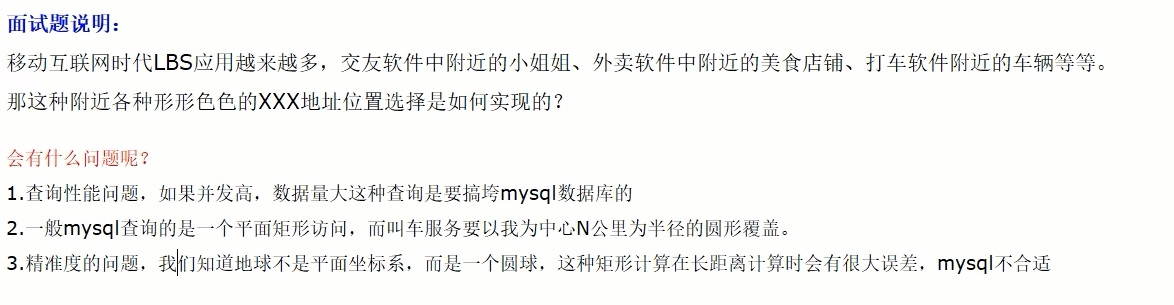 面试题说明：
移动互联网时代LBS应用越来越多，交友软件中附近的小姐姐、外卖软件中附近的美食店铺、打车软件附近的车辆等等。
那这种附近各种形形色色的XXX地址位置选择是如何实现的？
会有什么问题呢？
1.查询性能问题，如果并发高，数据量大这种查询是要搞垮mysql数据库的
2.一般mysql查询的是一个平面矩形访问，而叫车服务要以我为中心N公里为半径的圆形覆盖。
3.精准度的问题，我们知道地球不是平面坐标系，而是一个圆球，这种矩形计算在长距离计算时会有很大误差，mysql不合适